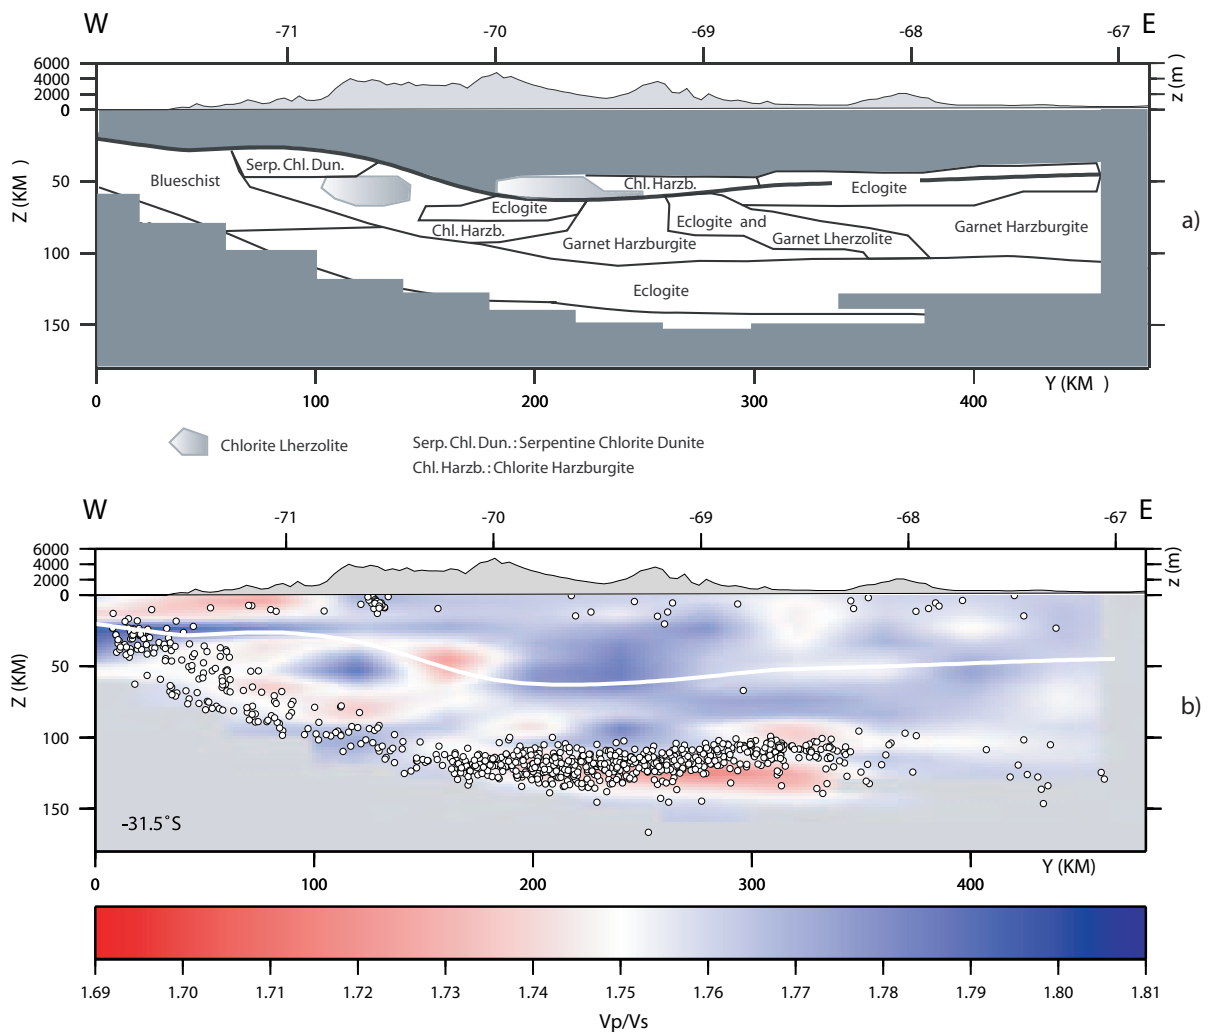 W E
-71 -70 -69 -68 -67
6000
4000
2000
0
z (m )
50
100
150
Z (KM )
Serp. Chl. Dun.
Blueschist
Chl. Harzb.
Eclogite
Eclogite
Eclogite and
Chl. Harzb.
Garnet Harzburgite
Garnet Lherzolite
Garnet Harzburgite
Eclogite
a)
Y (KM )
0 100 200 300 400
Chlorite Lherzolite
Serp. Chl. Dun. : Serpentine Chlorite Dunite
Chl. Harzb. : Chlorite Harzburgite
W E
-71 -70 -69 -68 -67
6000
4000
2000
0
z (m)
50
100
150
Z (KM)
b)
-31.5˚S
Y (KM)
0 100 200 300 400
1.69 1.70 1.71 1.72 1.73 1.74 1.75 1.76 1.77 1.78 1.79 1.80 1.81
Vp/Vs